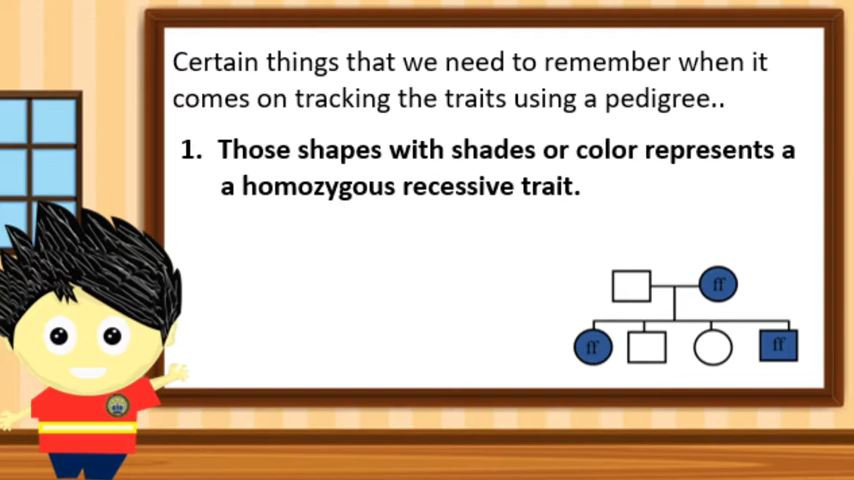 Certain things that we need to remember when it
comes on tracking the traits using a pedigree..
1. Those shapes with shades or color represents a
a homozygous recessive trait.
ff
ff
ff